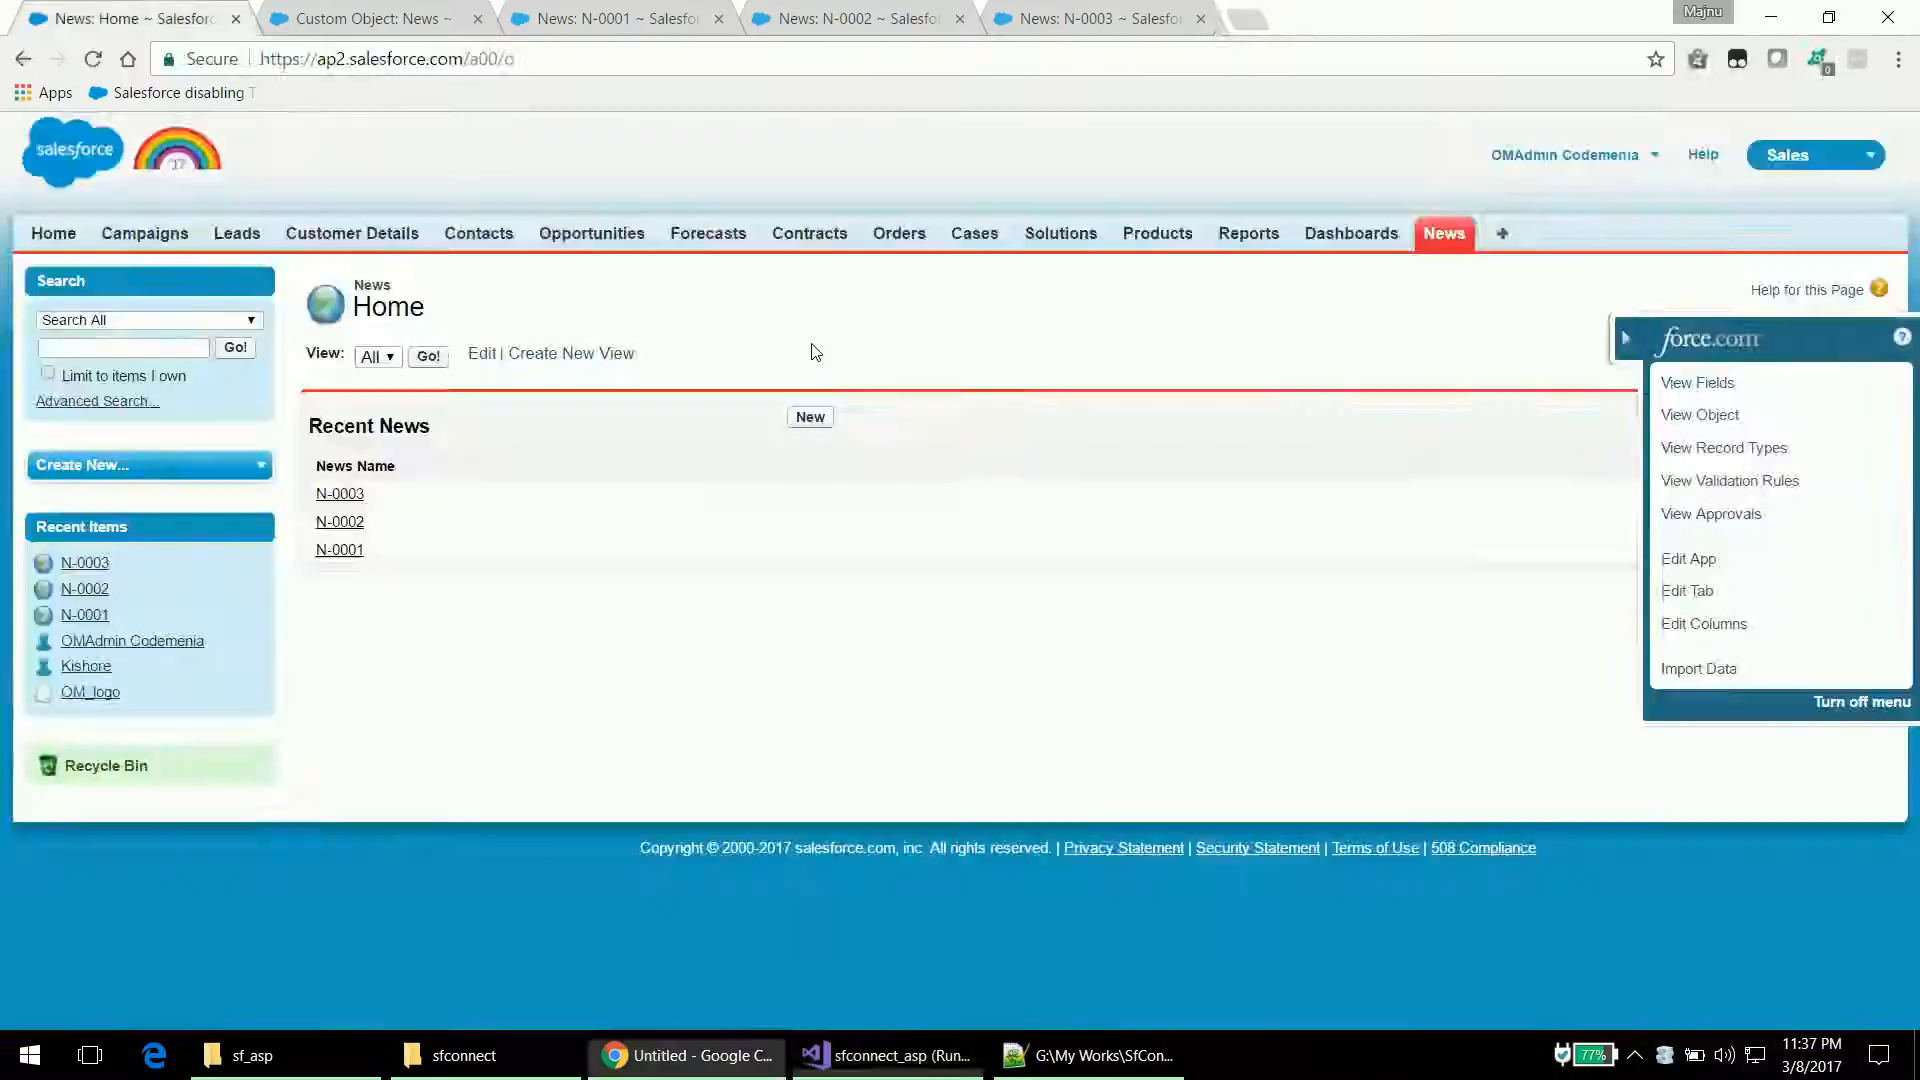 News: Home ~ Salesforc
Custom Object: News ~
News: N-0001 ~ Salesfo
News: N-0002 ~ Salesfo
News: N-0003 ~ Salesfo
Majnu
Secure
https://ap2.salesforce.com/a00/o
0
Apps
Salesforce disabling T
salesforce
'17
OMAdmin Codemenia
Help
Sales
Home
Campaigns
Leads
Customer Details
Contacts
Opportunities
Forecasts
Contracts
Orders
Cases
Solutions
Products
Reports
Dashboards
News
+
Search
Search All
Go!
Limit to items I own
Advanced Search...
Create New...
Recent Items
N-0003
N-0002
N-0001
OMAdmin Codemenia
Kishore
OM_logo
Recycle Bin
News
Home
Help for this Page ?
View:
All
Go!
Edit | Create New View
Recent News
New
News Name
N-0003
N-0002
N-0001
force.com
?
View Fields
View Object
View Record Types
View Validation Rules
View Approvals
Edit App
Edit Tab
Edit Columns
Import Data
Turn off menu
Copyright © 2000-2017 salesforce.com, inc. All rights reserved. | Privacy Statement | Security Statement | Terms of Use | 508 Compliance
sf_asp
sfconnect
Untitled - Google C...
sfconnect_asp (Run...
G:\My Works\SfCon...
77%
11:37 PM
3/8/2017